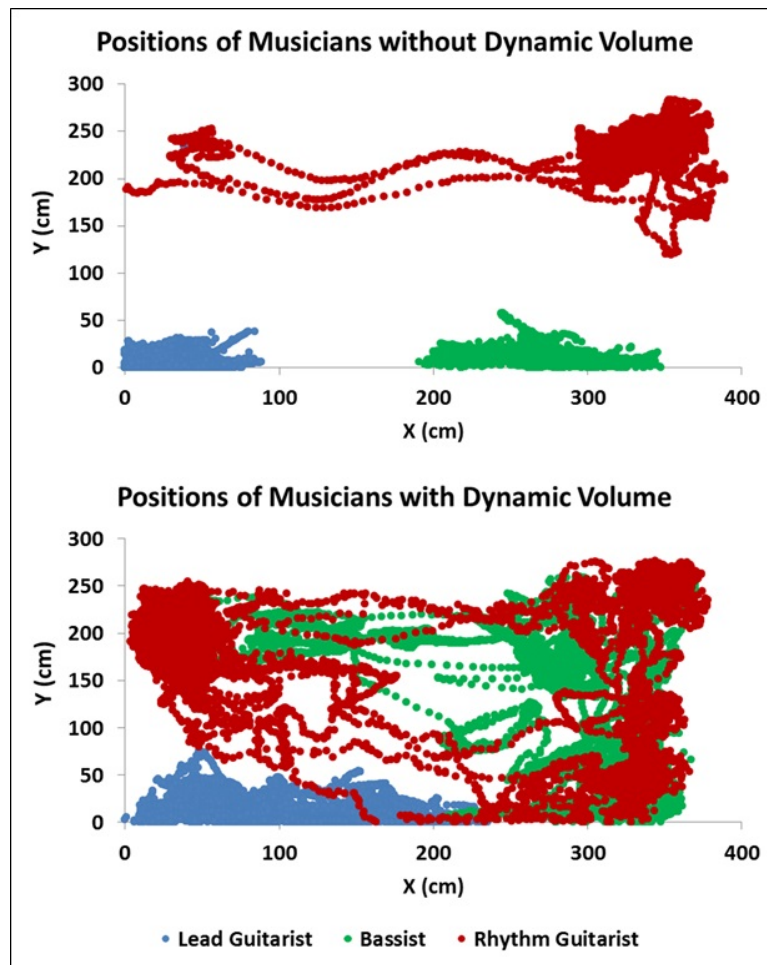 Positions of Musicians without Dynamic Volume
300
250
200
150
100
50
0
Y (cm)
0 100 200 300 400
X (cm)
Positions of Musicians with Dynamic Volume
300
250
200
150
100
50
0
Y (cm)
0 100 200 300 400
X (cm)
Lead Guitarist Bassist Rhythm Guitarist